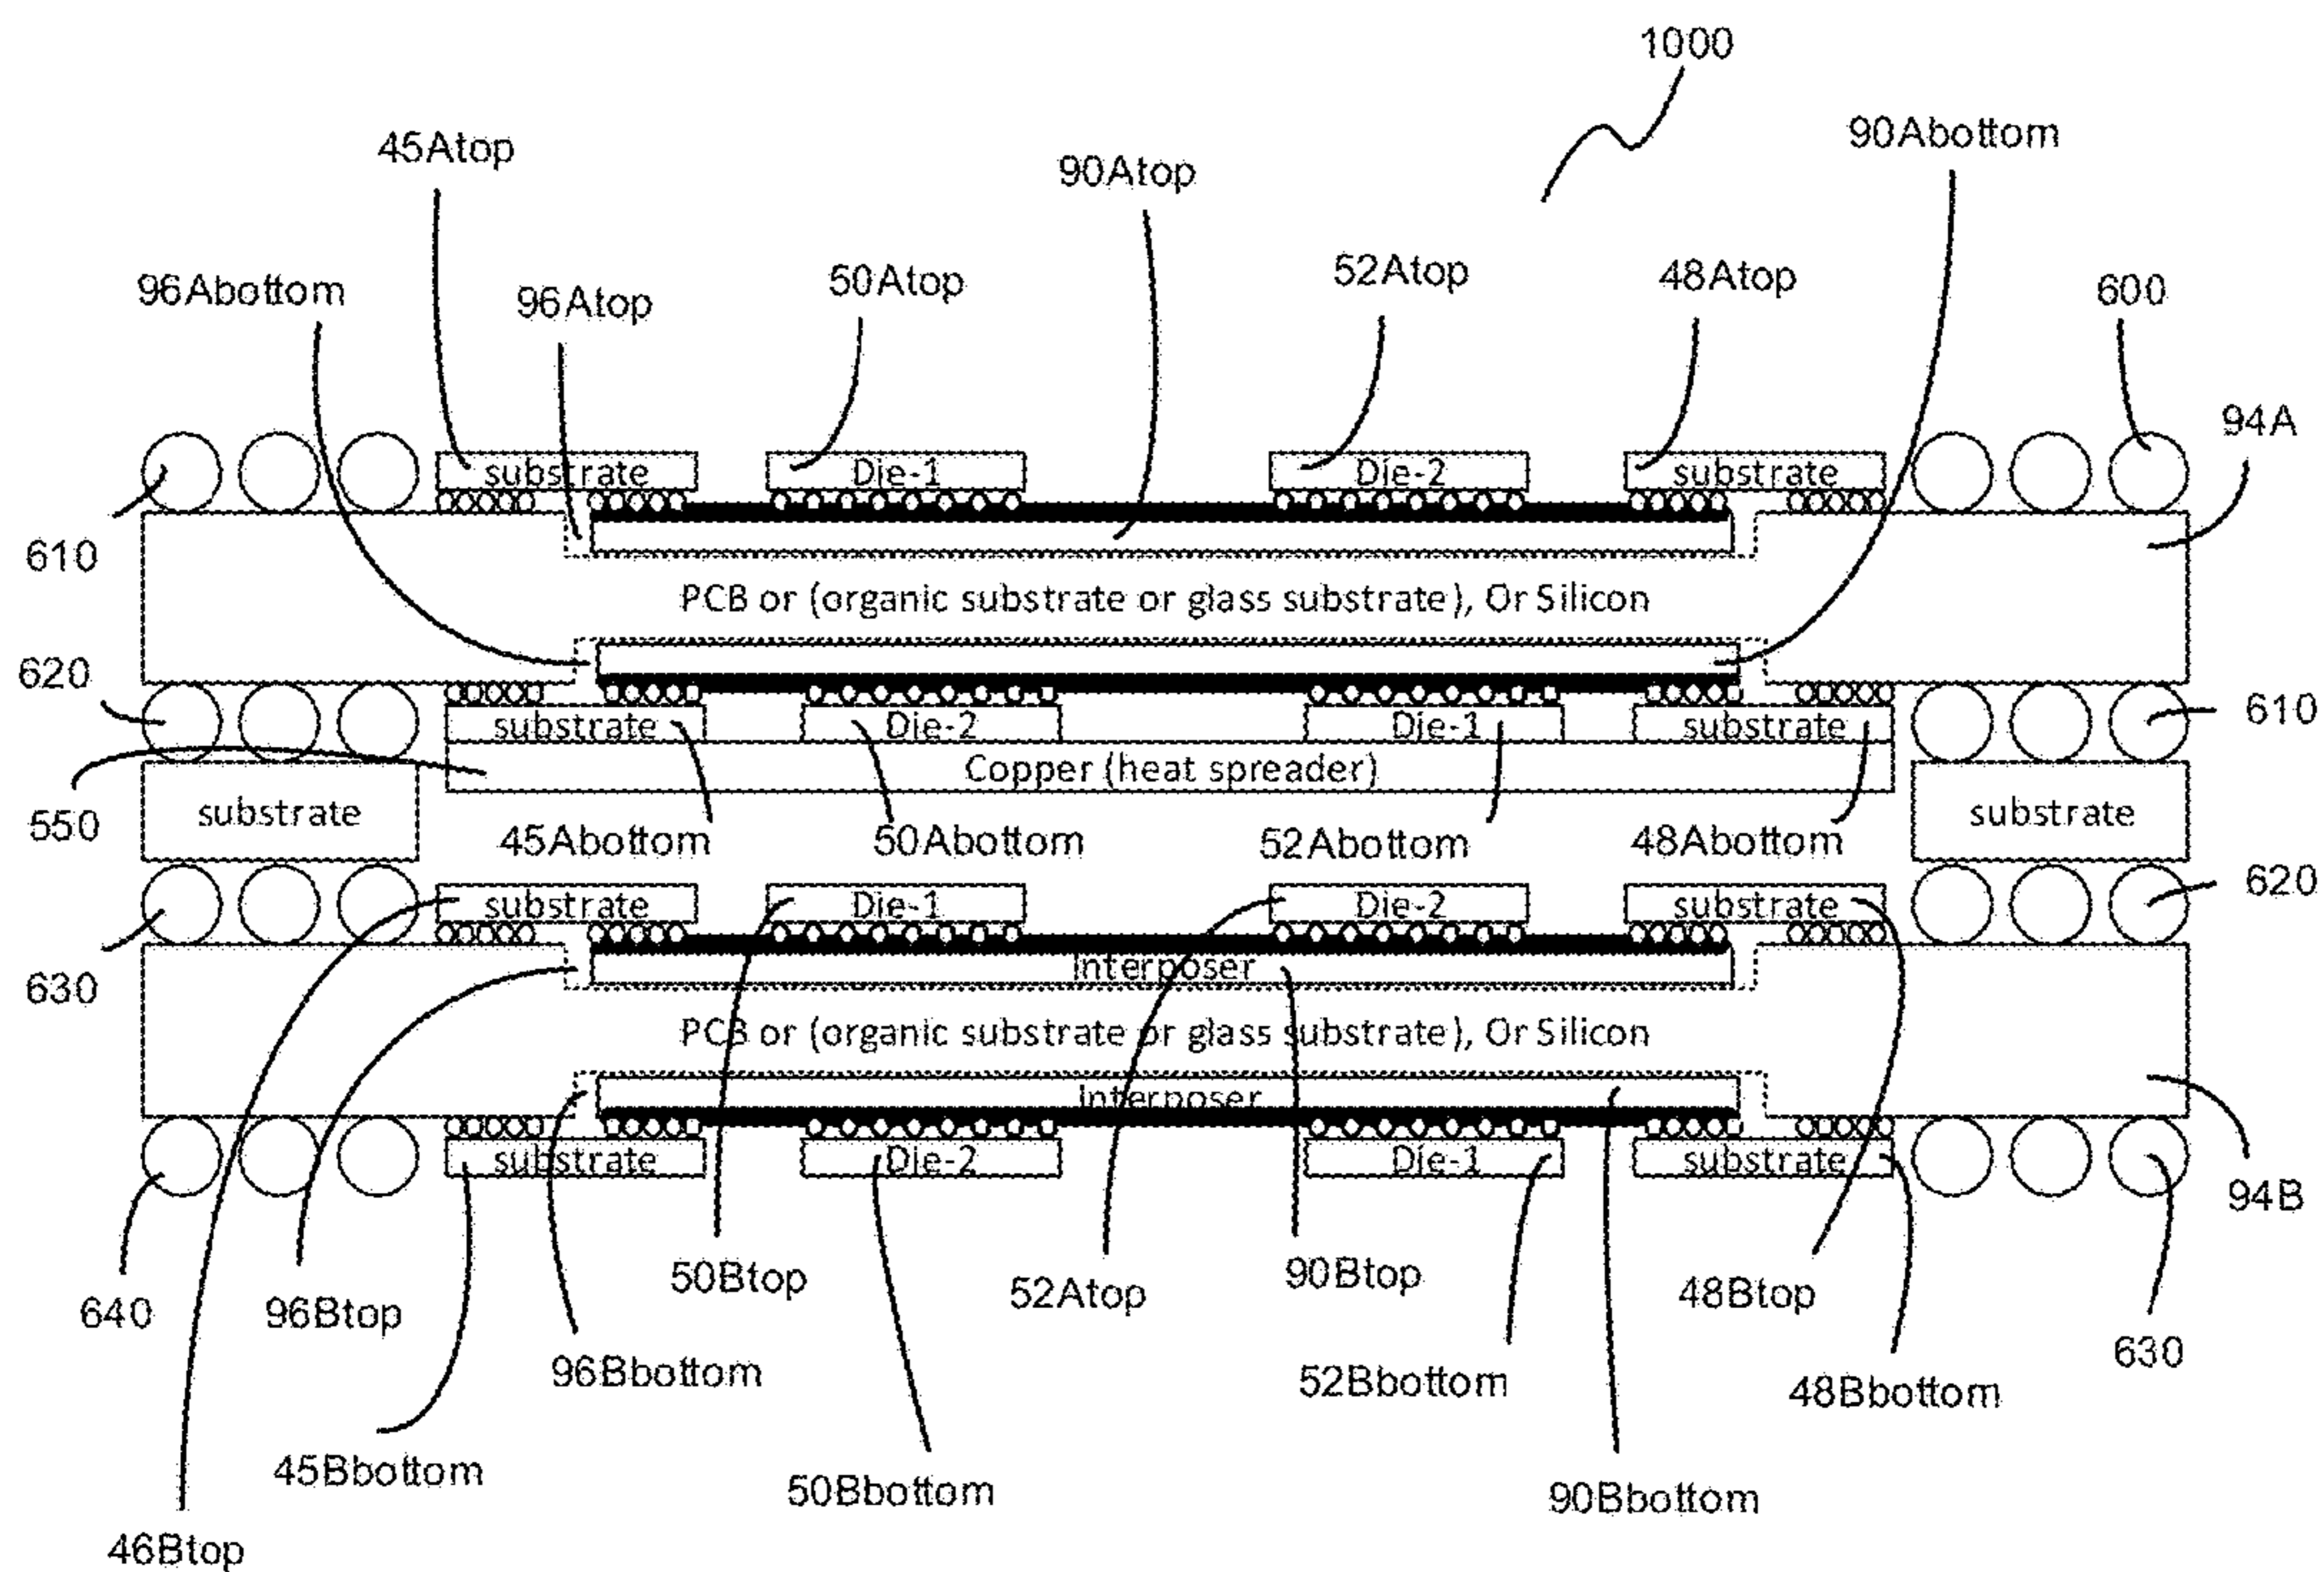 1000
45Atop
90Atop
90Abottom
96Abottom
96Atop
50Atop
52Atop
48Atop
600
94A
substrate
Die-1
Die-2
substrate
610
PCB or (organic substrate or glass substrate), Or Silicon
620
substrate
Die-2
Die-1
substrate
610
Copper (heat spreader)
550
substrate
45Abottom
50Abottom
52Abottom
48Abottom
substrate
620
substrate
Die-1
Die-2
substrate
630
Interposer
PCB or (organic substrate or glass substrate), Or Silicon
Interposer
substrate
Die-2
Die-1
substrate
94B
640
96Btop
50Btop
52Atop
90Btop
48Btop
630
96Bbottom
52Bbottom
48Bbottom
45Bbottom
50Bbottom
90Bbottom
46Btop